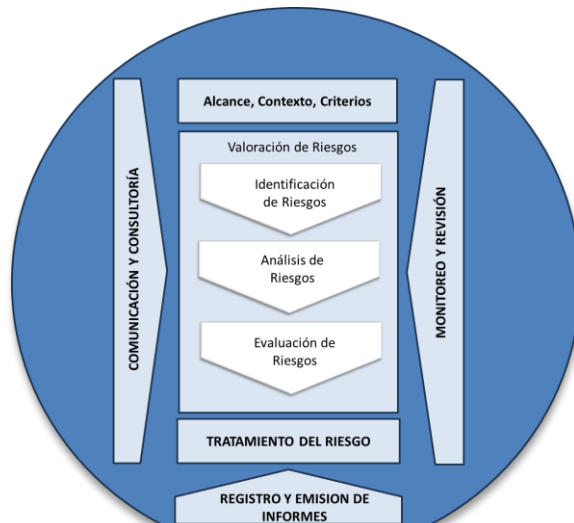 Alcance, Contexto, Criterios
COMUNICACIÓN Y CONSULTORÍA
Valoración de Riesgos
Identificación
de Riesgos
Análisis de
Riesgos
Evaluación de
Riesgos
MONITOREO Y REVISIÓN
TRATAMIENTO DEL RIESGO
REGISTRO Y EMISION DE
INFORMES